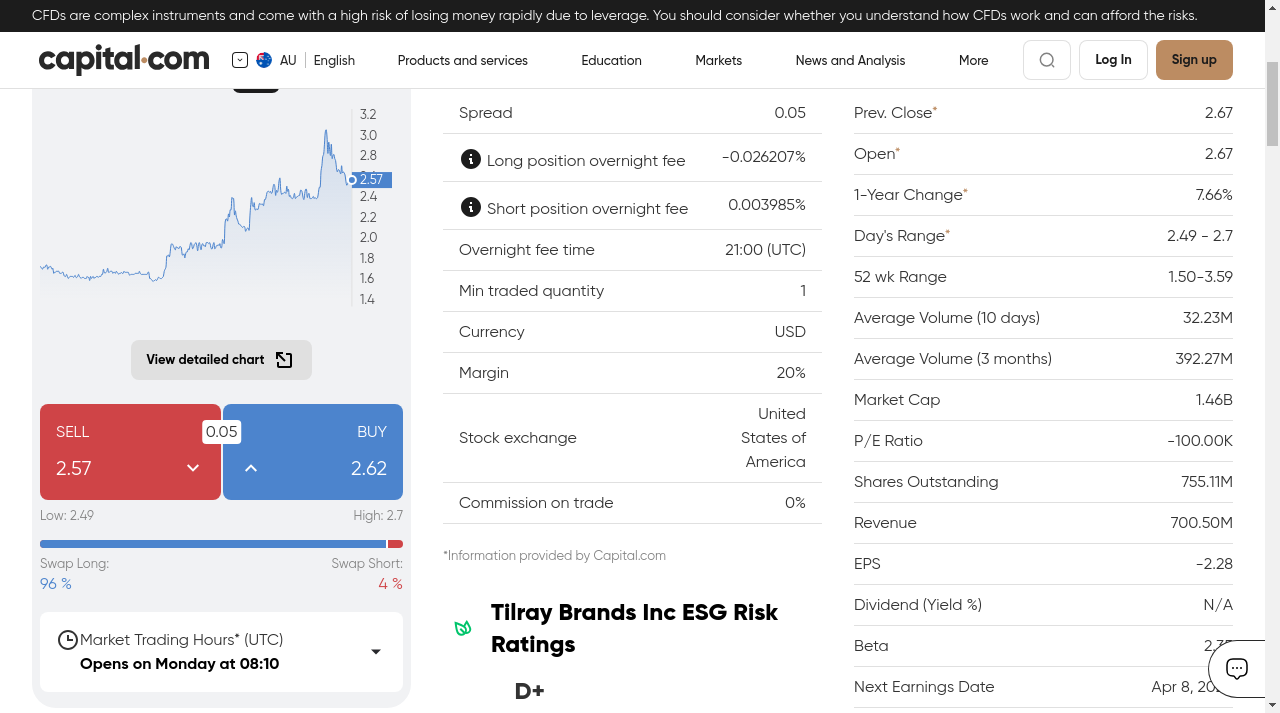 CFDs are complex instruments and come with a high risk of losing money rapidly due to leverage. You should consider whether you understand how CFDs work and can afford the risks.
capital.com
AU
English
Products and services
Education
Markets
News and Analysis
More
Log In
Sign up
3.2
3.0
2.8
2.57
2.4
2.2
2.0
1.8
1.6
1.4
View detailed chart
SELL
0.05
BUY
2.57
2.62
Low: 2.49
High: 2.7
Swap Long:
Swap Short:
96 %
4 %
Market Trading Hours* (UTC)
Opens on Monday at 08:10
Spread
0.05
Long position overnight fee
-0.026207%
Short position overnight fee
0.003985%
Overnight fee time
21:00 (UTC)
Min traded quantity
1
Currency
USD
Margin
20%
Stock exchange
United
States of
America
Commission on trade
0%
*Information provided by Capital.com
Tilray Brands Inc ESG Risk
Ratings
D+
Prev. Close*
2.67
Open*
2.67
1-Year Change*
7.66%
Day's Range*
2.49 - 2.7
52 wk Range
1.50-3.59
Average Volume (10 days)
32.23M
Average Volume (3 months)
392.27M
Market Cap
1.46B
P/E Ratio
-100.00K
Shares Outstanding
755.11M
Revenue
700.50M
EPS
-2.28
Dividend (Yield %)
N/A
Beta
Next Earnings Date
Apr 8,